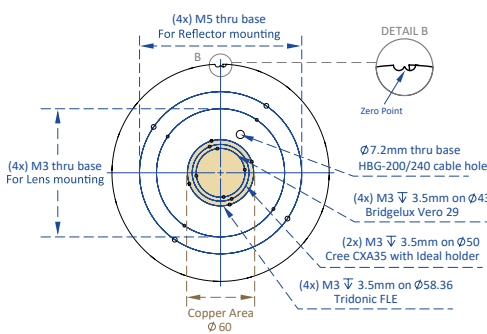 (4x) M5 thru base
For Reflector mounting
B
DETAIL B
Zero Point
(4x) M3 thru base
For Lens mounting
Ø7.2mm thru base
HBG-200/240 cable hole
(4x) M3 ↧ 3.5mm on Ø43
Bridgelux Vero 29
(2x) M3 ↧ 3.5mm on Ø50
Cree CXA35 with Ideal holder
(4x) M3 ↧ 3.5mm on Ø58.36
Tridonic FLE
Copper Area
Ø 60